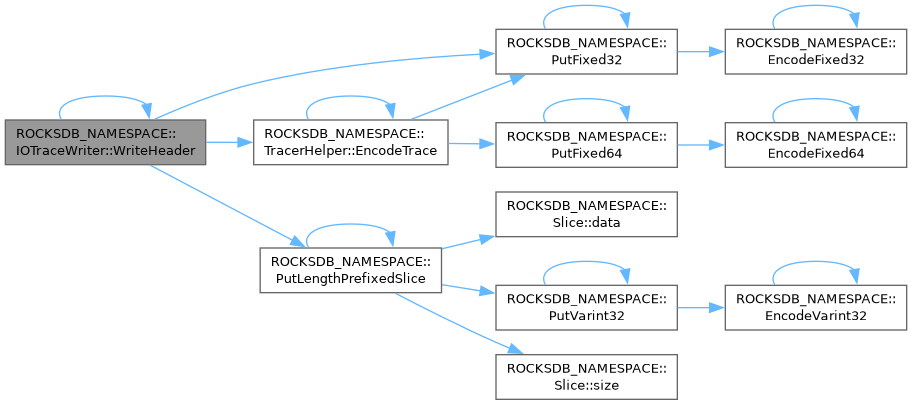 ROCKSDB_NAMESPACE::
IOTraceWriter::WriteHeader
ROCKSDB_NAMESPACE::
TracerHelper::EncodeTrace
ROCKSDB_NAMESPACE::
PutLengthPrefixedSlice
ROCKSDB_NAMESPACE::
PutFixed32
ROCKSDB_NAMESPACE::
PutFixed64
ROCKSDB_NAMESPACE::
Slice::data
ROCKSDB_NAMESPACE::
PutVarint32
ROCKSDB_NAMESPACE::
Slice::size
ROCKSDB_NAMESPACE::
EncodeFixed32
ROCKSDB_NAMESPACE::
EncodeFixed64
ROCKSDB_NAMESPACE::
EncodeVarint32